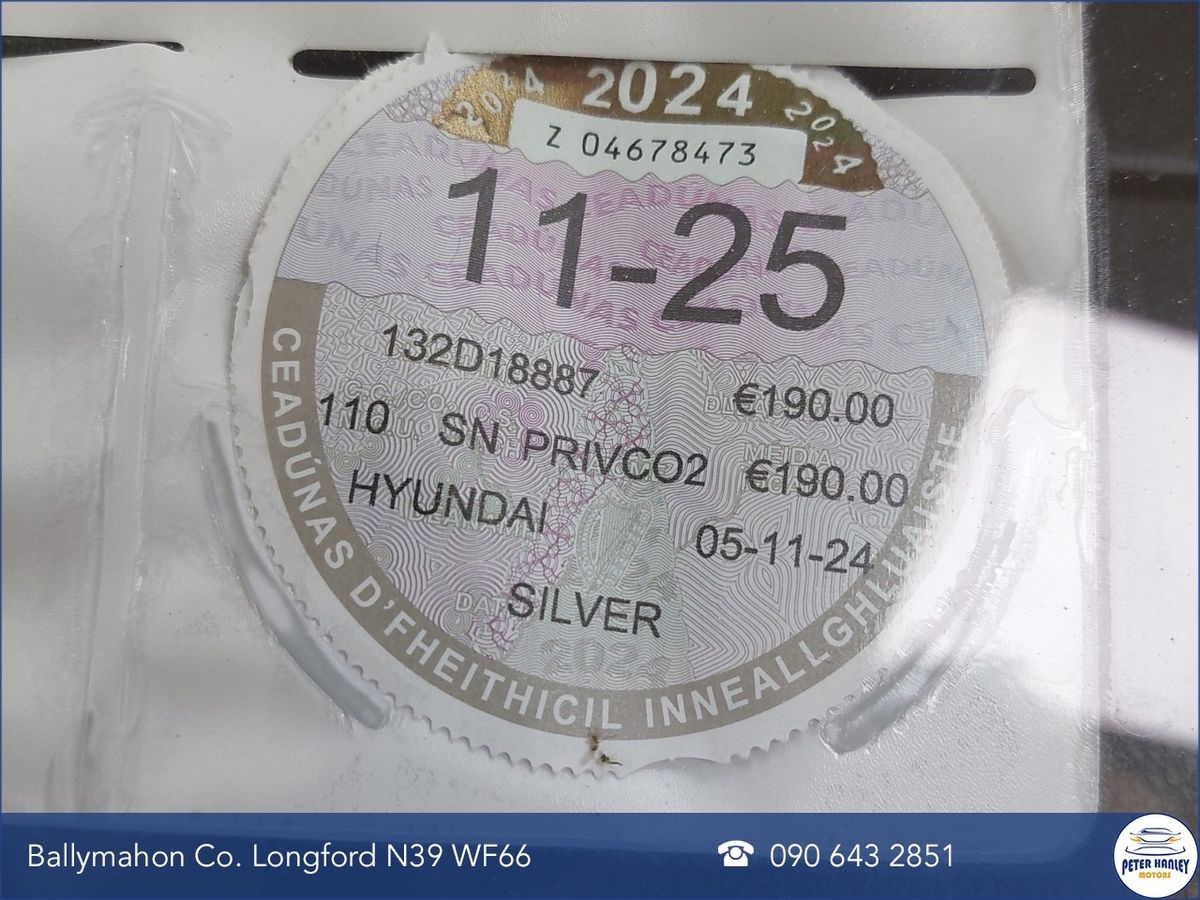 2024 2024 2024
Z 04678473
11-25
132D18887 €190.00
110 SN PRIVCO2 €190.00
HYUNDAI 05-11-24
SILVER
CEADÚNAS D'FHEITHICIL INNEALLGHLUAISTE
Ballymahon Co. Longford N39 WF66
☎ 090 643 2851
PETER HANLEY
MOTORS